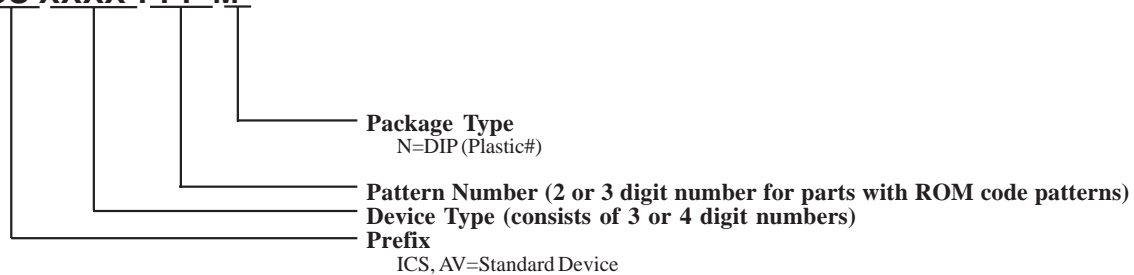 Package Type
N=DIP (Plastic#)
Pattern Number (2 or 3 digit number for parts with ROM code patterns)
Device Type (consists of 3 or 4 digit numbers)
Prefix
ICS, AV=Standard Device